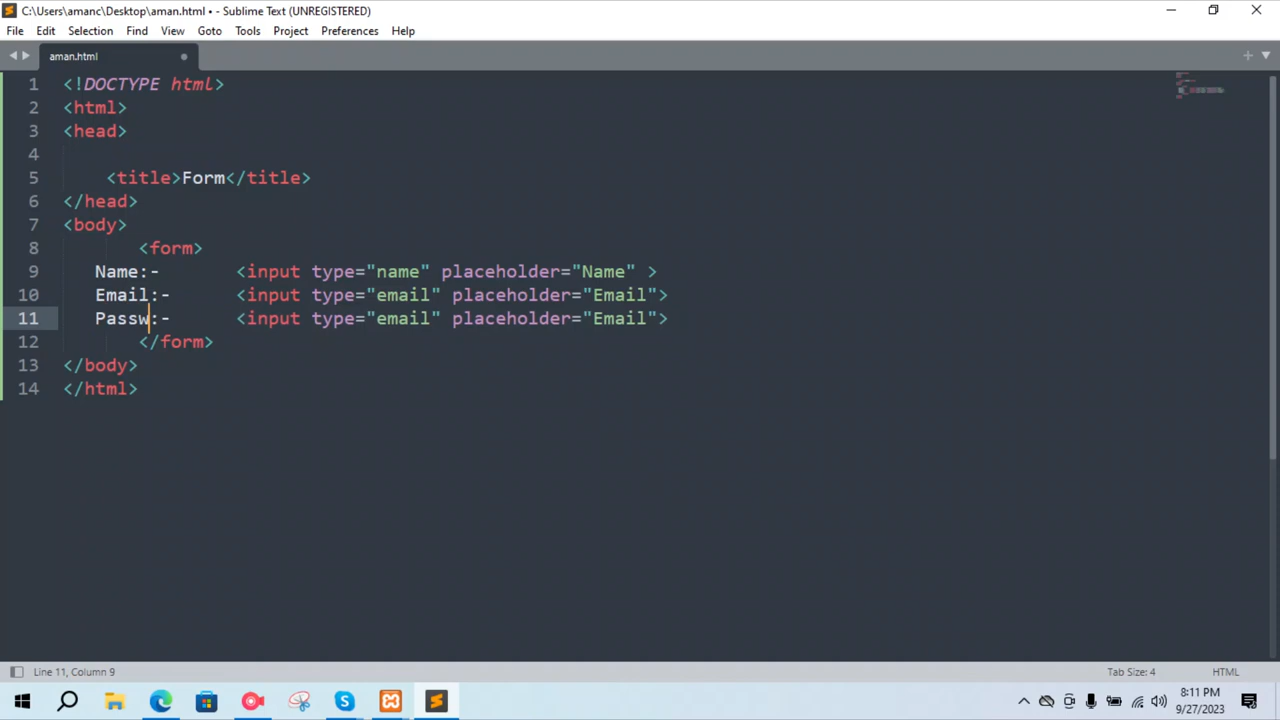 C:\Users\amanc\Desktop\aman.html • - Sublime Text (UNREGISTERED)
File Edit Selection Find View Goto Tools Project Preferences Help
aman.html
1 <!DOCTYPE html>
2 <html>
3 <head>
4
5 <title>Form</title>
6 </head>
7 <body>
8 <form>
9 Name:- <input type="name" placeholder="Name" >
10 Email:- <input type="email" placeholder="Email">
11 Passw:- <input type="email" placeholder="Email">
12 </form>
13 </body>
14 </html>
Line 11, Column 9 Tab Size: 4 HTML
8:11 PM
9/27/2023